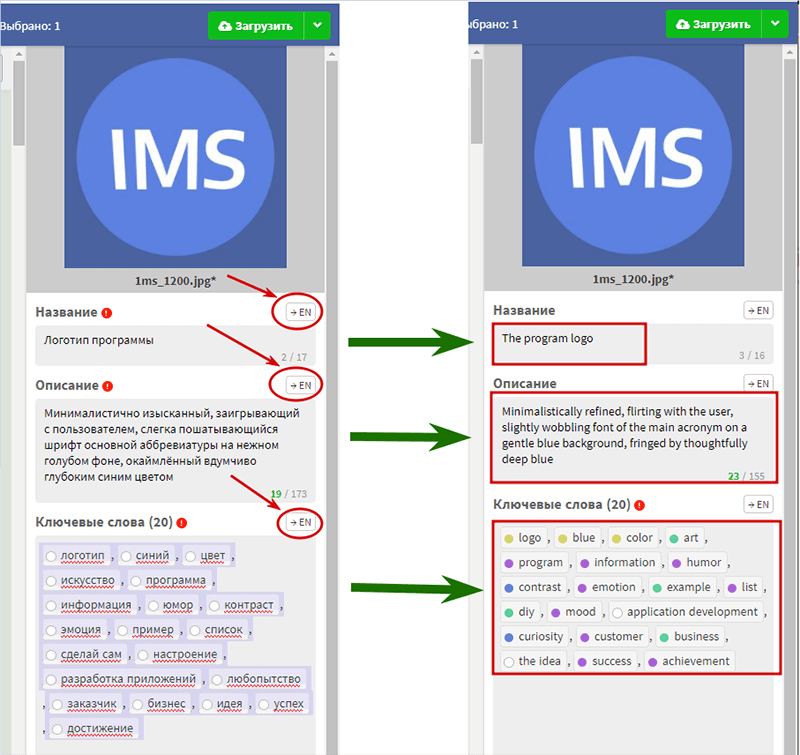 Выбрано: 1
Загрузить
IMS
1ms_1200.jpg*
Название
→ EN
Логотип программы
2 / 17
Описание
→ EN
Минималистично изысканный, заигрывающий
с пользователем, слегка пошатывающийся
шрифт основной аббревиатуры на нежном
голубом фоне, окаймлённый вдумчиво
глубоким синим цветом
19 / 173
Ключевые слова (20)
→ EN
логотип , синий , цвет ,
искусство , программа ,
информация , юмор , контраст ,
эмоция , пример , список ,
сделай сам , настроение ,
разработка приложений , любопытство
, заказчик , бизнес , идея , успех
, достижение
ыбрано: 1
Загрузить
IMS
1ms_1200.jpg*
Название
→ EN
The program logo
3 / 16
Описание
→ EN
Minimalistically refined, flirting with the user,
slightly wobbling font of the main acronym on a
gentle blue background, fringed by thoughtfully
deep blue
23 / 155
Ключевые слова (20)
→ EN
logo , blue , color , art ,
program , information , humor ,
contrast , emotion , example , list ,
diy , mood , application development ,
curiosity , customer , business ,
the idea , success , achievement